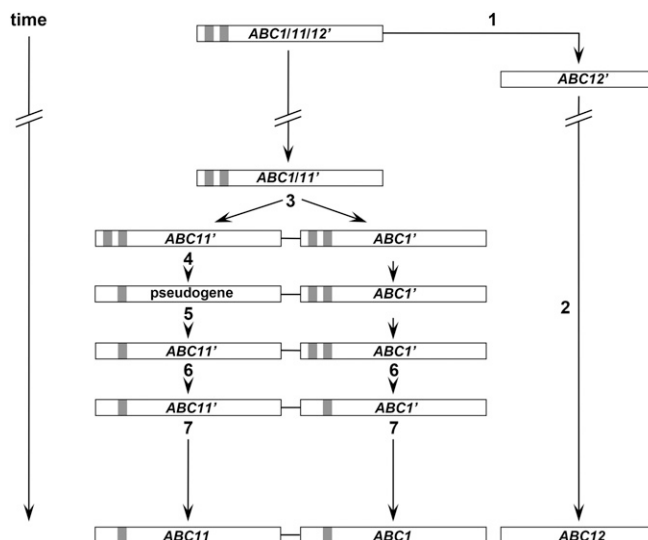 time
ABC1/11/12’
1
ABC12’
ABC1/11’
3
ABC11’
ABC1’
4
pseudogene
ABC1’
5
2
ABC11’
ABC1’
6
6
ABC11’
ABC1’
7
7
ABC11
ABC1
ABC12